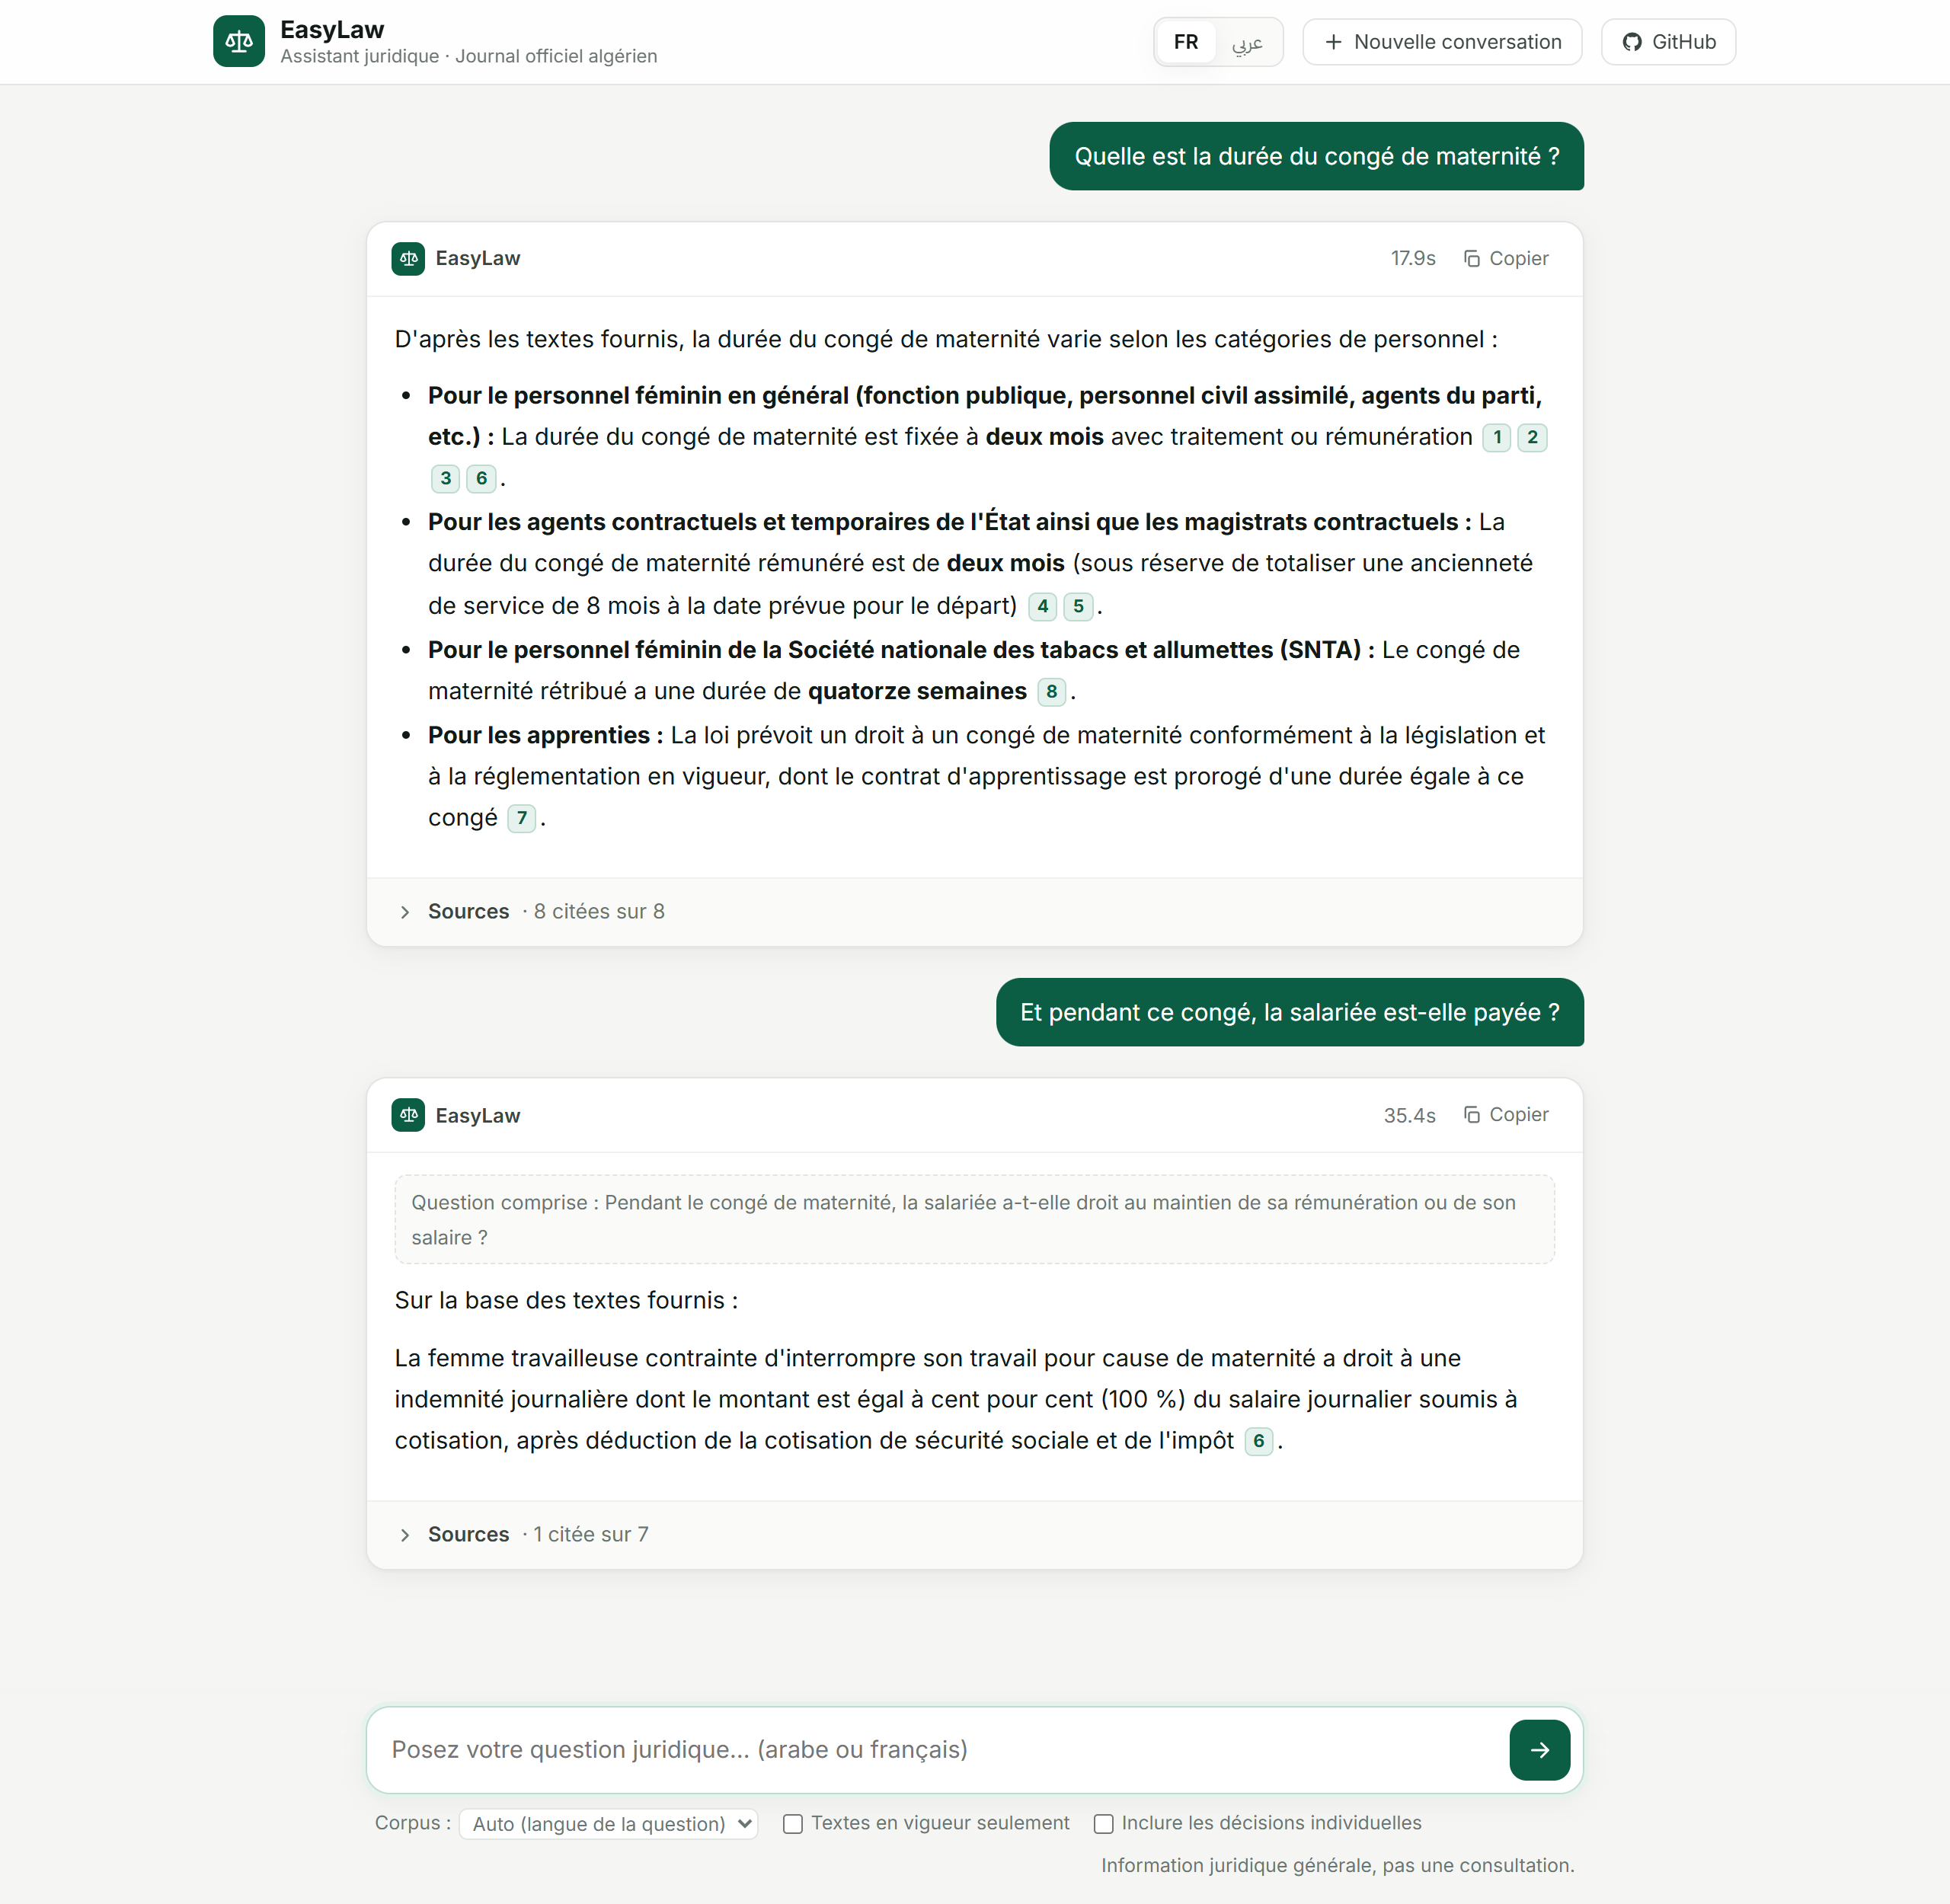 EasyLaw
Assistant juridique · Journal officiel algérien
FR
عربي
Nouvelle conversation
GitHub
Quelle est la durée du congé de maternité ?
EasyLaw
17.9s
Copier
D'après les textes fournis, la durée du congé de maternité varie selon les catégories de personnel :
• Pour le personnel féminin en général (fonction publique, personnel civil assimilé, agents du parti,
etc.) : La durée du congé de maternité est fixée à deux mois avec traitement ou rémunération 1 2
3 6 .
• Pour les agents contractuels et temporaires de l'État ainsi que les magistrats contractuels : La
durée du congé de maternité rémunéré est de deux mois (sous réserve de totaliser une ancienneté
de service de 8 mois à la date prévue pour le départ) 4 5 .
• Pour le personnel féminin de la Société nationale des tabacs et allumettes (SNTA) : Le congé de
maternité rétribué a une durée de quatorze semaines 8 .
• Pour les apprenties : La loi prévoit un droit à un congé de maternité conformément à la législation et
à la réglementation en vigueur, dont le contrat d'apprentissage est prorogé d'une durée égale à ce
congé 7 .
Sources · 8 citées sur 8
Et pendant ce congé, la salariée est-elle payée ?
EasyLaw
35.4s
Copier
Question comprise : Pendant le congé de maternité, la salariée a-t-elle droit au maintien de sa rémunération ou de son
salaire ?
Sur la base des textes fournis :
La femme travailleuse contrainte d'interrompre son travail pour cause de maternité a droit à une
indemnité journalière dont le montant est égal à cent pour cent (100 %) du salaire journalier soumis à
cotisation, après déduction de la cotisation de sécurité sociale et de l'impôt 6 .
Sources · 1 citée sur 7
Posez votre question juridique... (arabe ou français)
Corpus : Auto (langue de la question)
Textes en vigueur seulement
Inclure les décisions individuelles
Information juridique générale, pas une consultation.